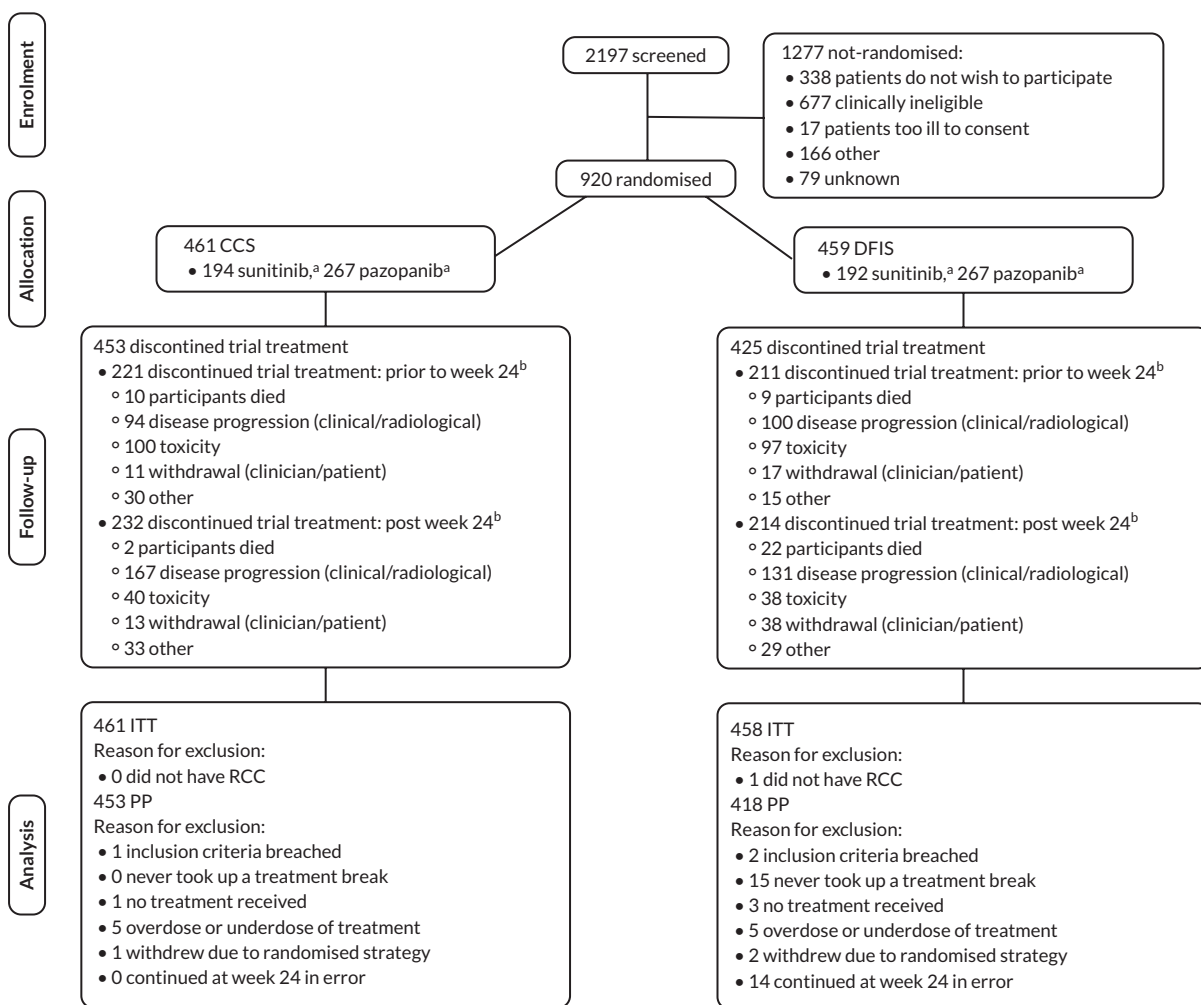 Enrolment
2197 screened
1277 not-randomised:
• 338 patients do not wish to participate
• 677 clinically ineligible
• 17 patients too ill to consent
• 166 other
• 79 unknown
920 randomised
Allocation
461 CCS
• 194 sunitinib,ᵃ 267 pazopanibᵃ
459 DFIS
• 192 sunitinib,ᵃ 267 pazopanibᵃ
Follow-up
453 discontined trial treatment
• 221 discontinued trial treatment: prior to week 24ᵇ
◦ 10 participants died
◦ 94 disease progression (clinical/radiological)
◦ 100 toxicity
◦ 11 withdrawal (clinician/patient)
◦ 30 other
• 232 discontinued trial treatment: post week 24ᵇ
◦ 2 participants died
◦ 167 disease progression (clinical/radiological)
◦ 40 toxicity
◦ 13 withdrawal (clinician/patient)
◦ 33 other
425 discontined trial treatment
• 211 discontinued trial treatment: prior to week 24ᵇ
◦ 9 participants died
◦ 100 disease progression (clinical/radiological)
◦ 97 toxicity
◦ 17 withdrawal (clinician/patient)
◦ 15 other
• 214 discontinued trial treatment: post week 24ᵇ
◦ 22 participants died
◦ 131 disease progression (clinical/radiological)
◦ 38 toxicity
◦ 38 withdrawal (clinician/patient)
◦ 29 other
Analysis
461 ITT
Reason for exclusion:
• 0 did not have RCC
453 PP
Reason for exclusion:
• 1 inclusion criteria breached
• 0 never took up a treatment break
• 1 no treatment received
• 5 overdose or underdose of treatment
• 1 withdrew due to randomised strategy
• 0 continued at week 24 in error
458 ITT
Reason for exclusion:
• 1 did not have RCC
418 PP
Reason for exclusion:
• 2 inclusion criteria breached
• 15 never took up a treatment break
• 3 no treatment received
• 5 overdose or underdose of treatment
• 2 withdrew due to randomised strategy
• 14 continued at week 24 in error